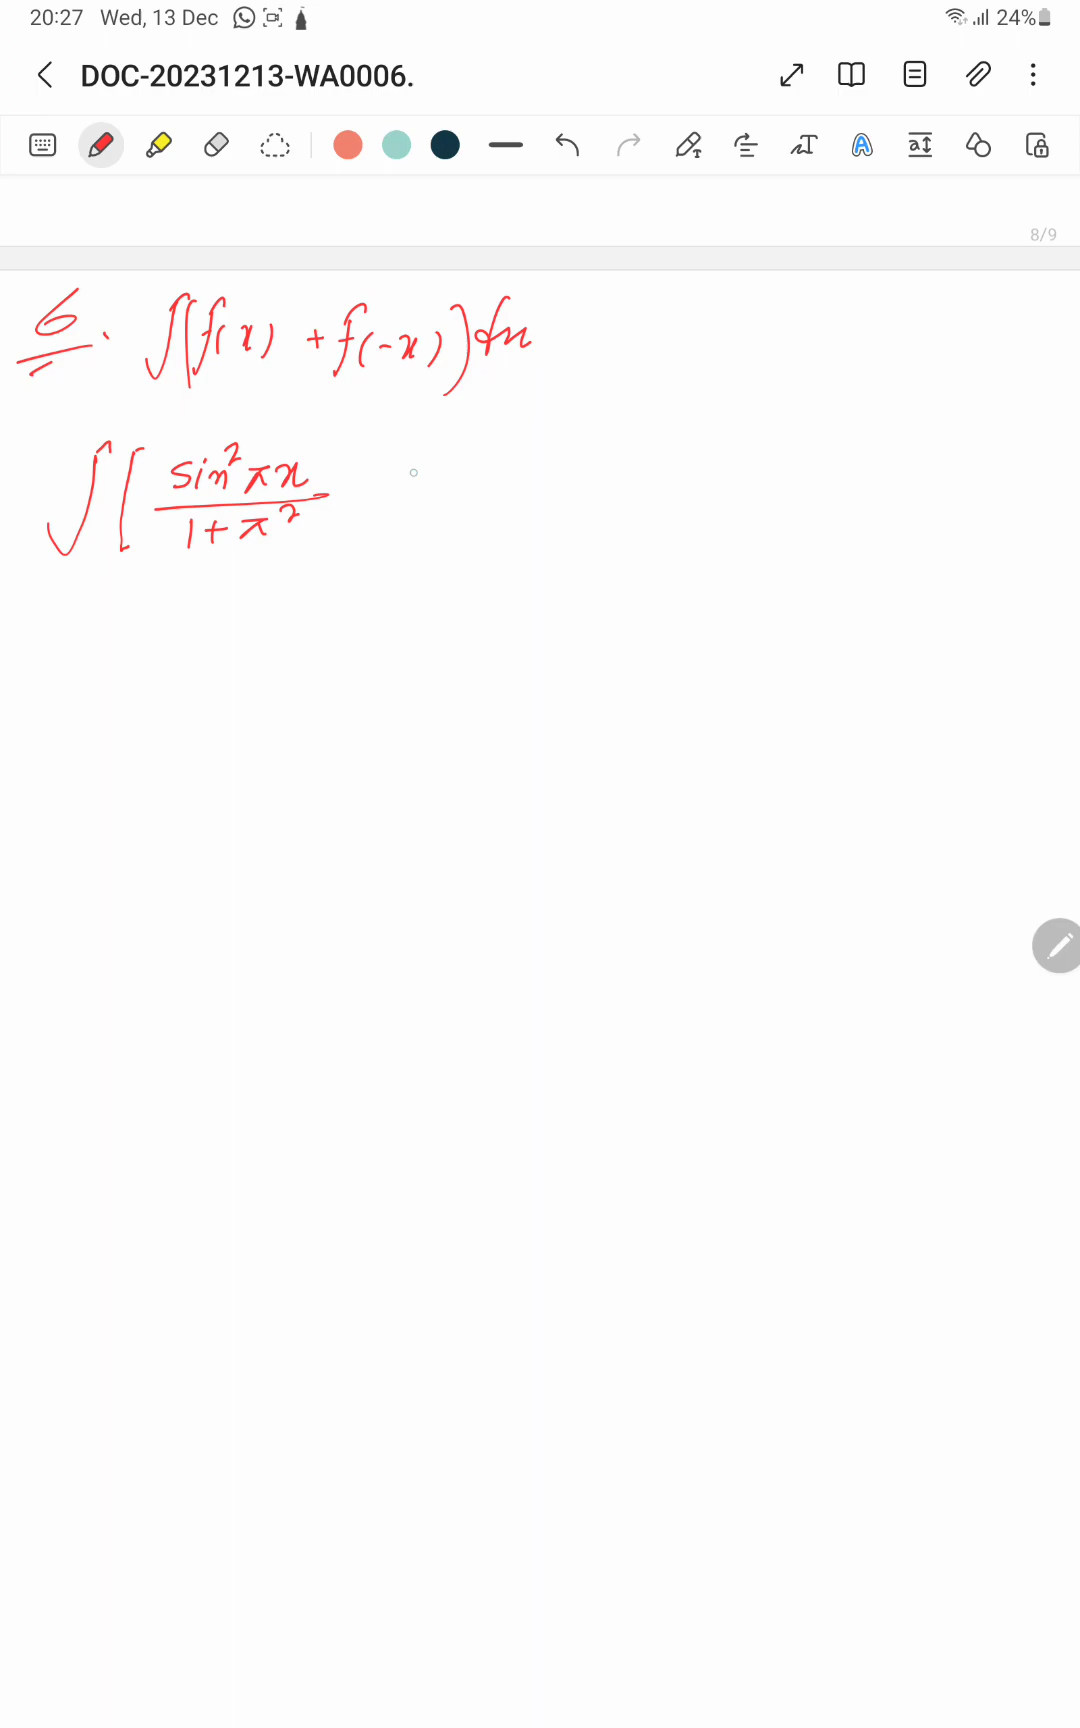 20:27 Wed, 13 Dec 24%
DOC-20231213-WA0006.
8/9
6. ∫(f(x) + f(-x))dx
∫[ sin²πx
1+π²